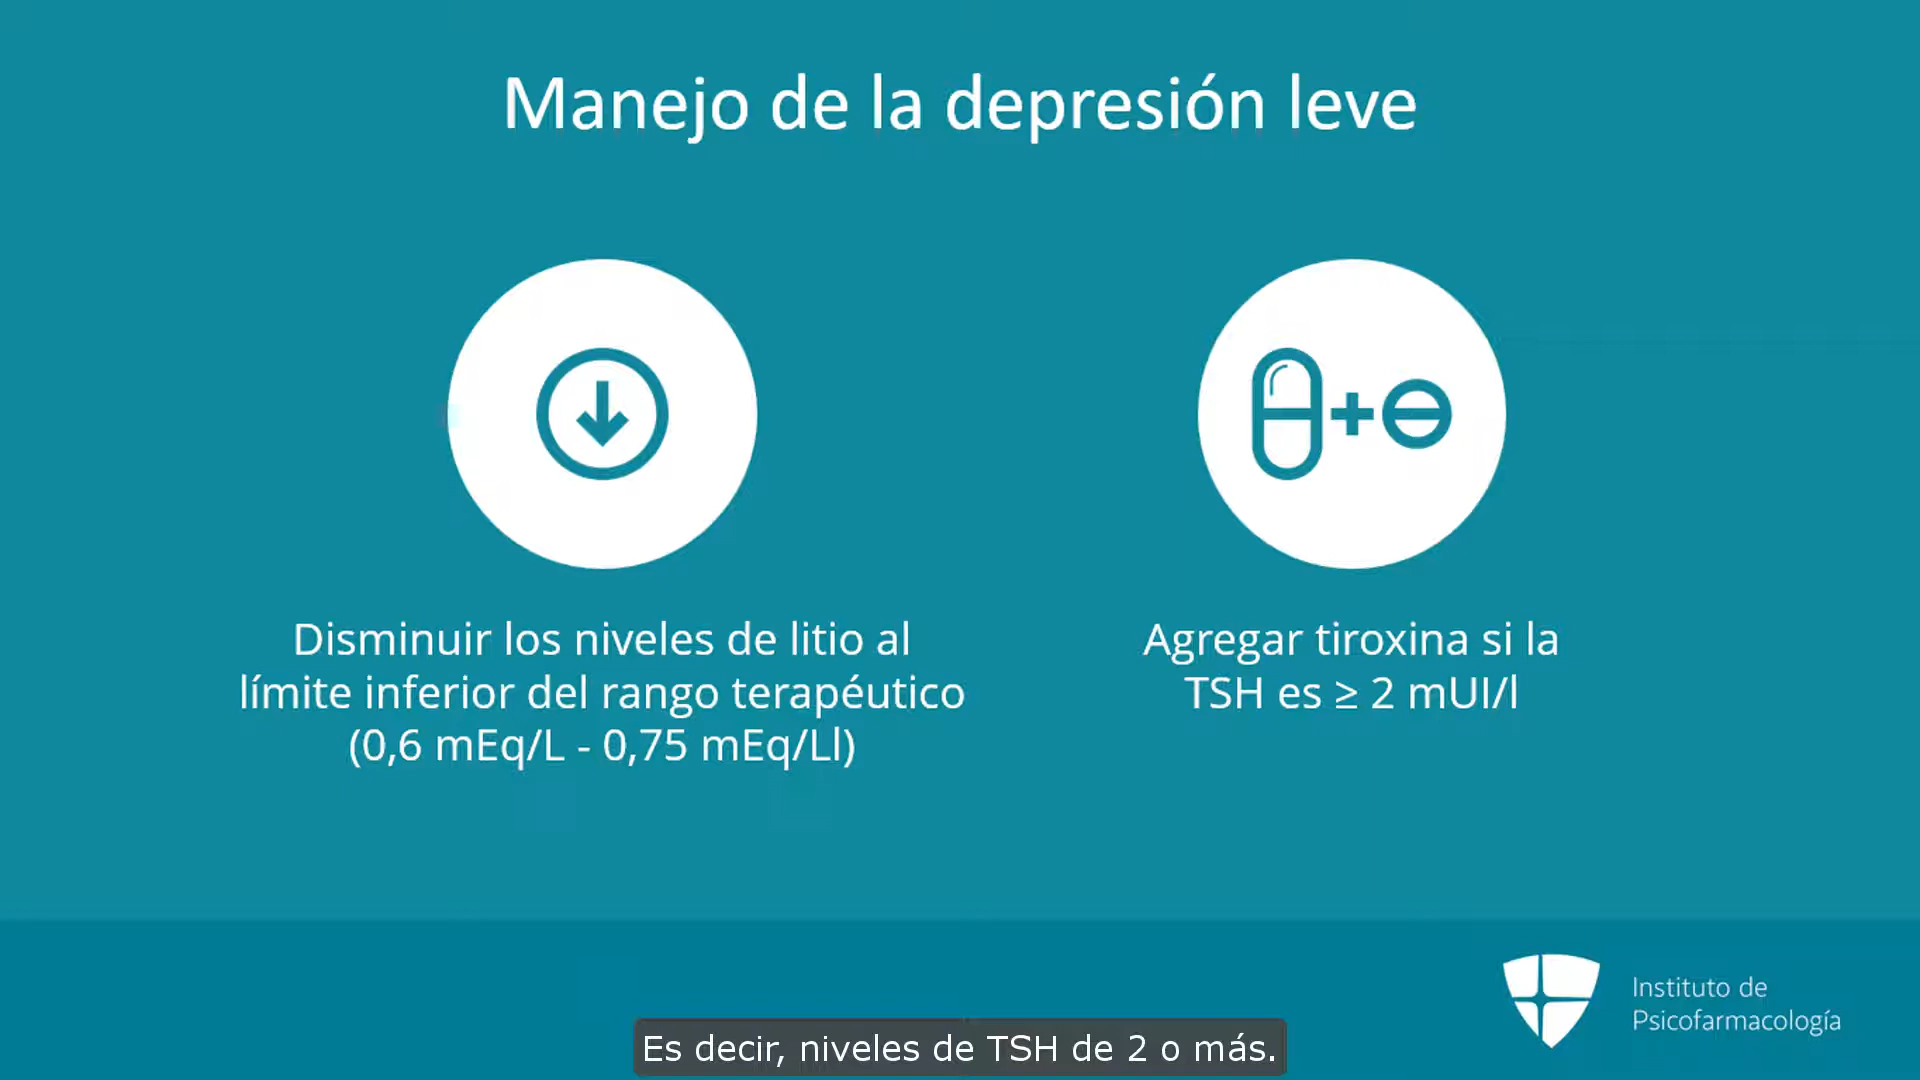 Manejo de la depresión leve
Disminuir los niveles de litio al
límite inferior del rango terapéutico
(0,6 mEq/L - 0,75 mEq/Ll)
Agregar tiroxina si la
TSH es ≥ 2 mUI/l
Instituto de
Psicofarmacología
Es decir, niveles de TSH de 2 o más.